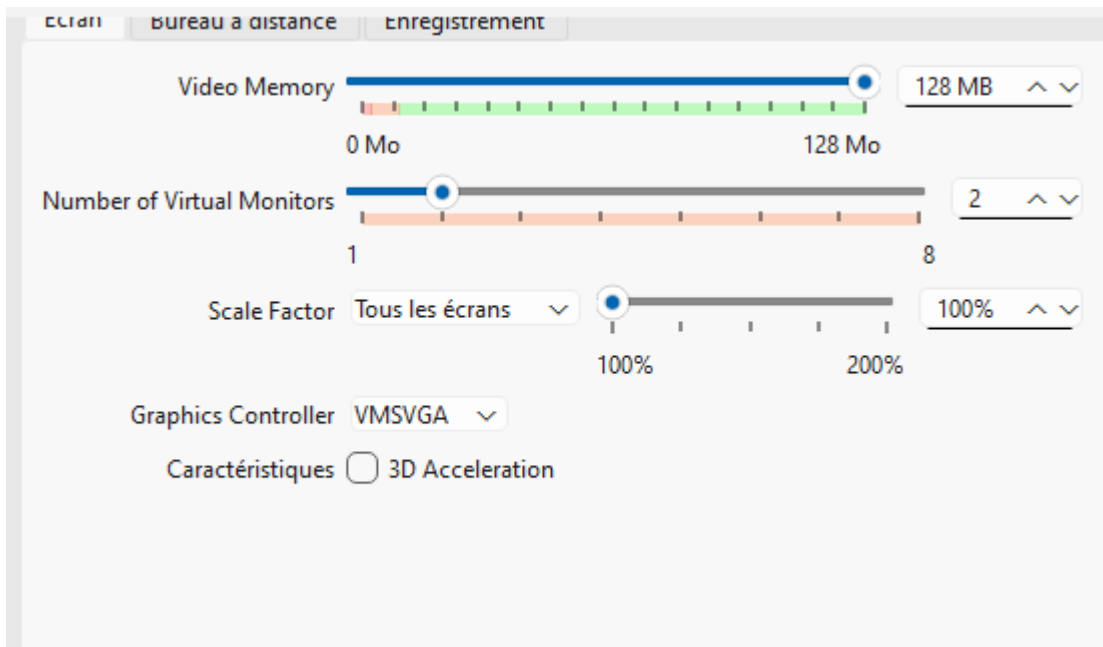 Ecran Bureau à distance Enregistrement
Video Memory 128 MB
0 Mo 128 Mo
Number of Virtual Monitors 2
1 8
Scale Factor Tous les écrans 100%
100% 200%
Graphics Controller VMSVGA
Caractéristiques 3D Acceleration